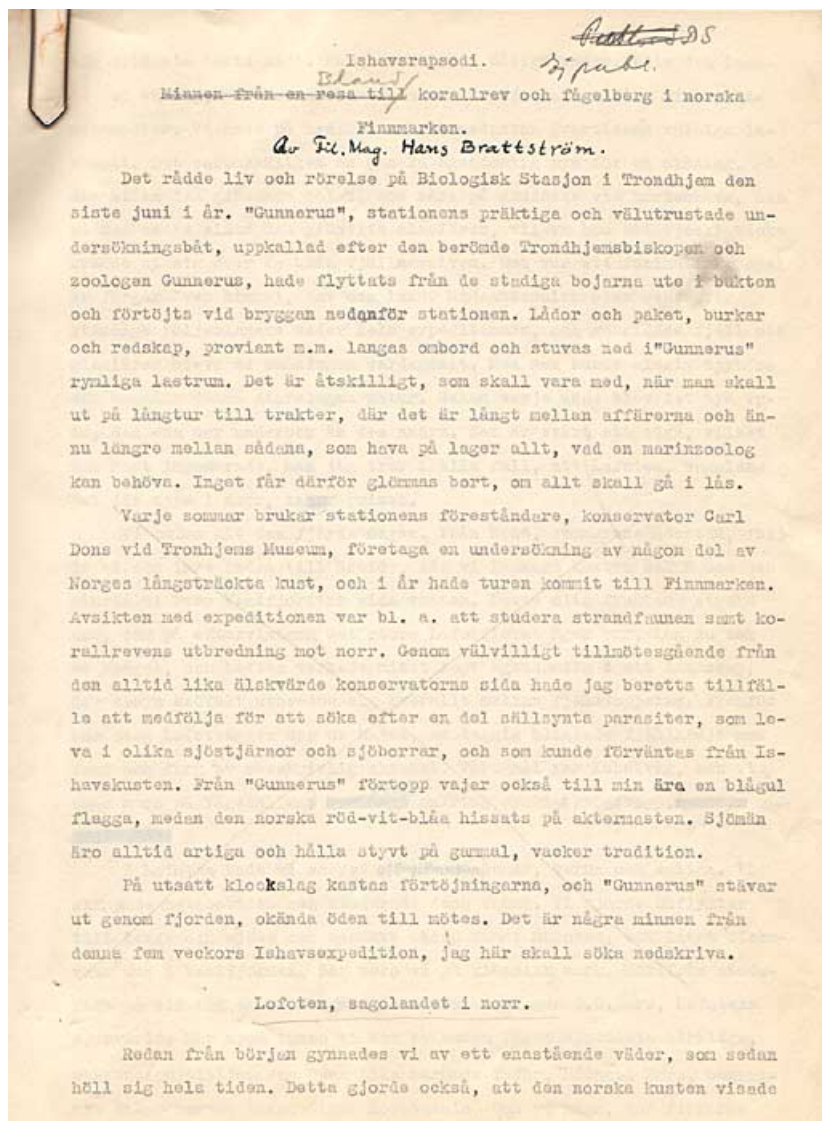 DS
Ej publ.
Ishavsrapsodi.
Bland
Minnen från en resa till korallrev och fågelberg i norska
Finnmarken.
Av Fil. Mag. Hans Brattström.
Det rådde liv och rörelse på Biologisk Stasjon i Trondhjem den
siste juni i år. "Gunnerus", stationens präktiga och välutrustade un-
dersökningsbåt, uppkallad efter den berömde Trondhjemsbiskopen och
zoologen Gunnerus, hade flyttats från de stadiga bojarna ute i bukten
och förtöjts vid bryggan nedanför stationen. Lådor och paket, burkar
och redskap, proviant m.m. langas ombord och stuvas ned i"Gunnerus"
rymliga lastrum. Det är åtskilligt, som skall vara med, när man skall
ut på långtur till trakter, där det är långt mellan affärerna och än-
nu längre mellan sådana, som hava på lager allt, vad en marinzoolog
kan behöva. Inget får därför glömmas bort, om allt skall gå i lås.
Varje sommar brukar stationens föreståndare, konservator Carl
Dons vid Tronhjems Museum, företaga en undersökning av någon del av
Norges långsträckta kust, och i år hade turen kommit till Finnmarken.
Avsikten med expeditionen var bl. a. att studera strandfaunan samt ko-
rallrevens utbredning mot norr. Genom välvilligt tillmötesgående från
den alltid lika älskvärde konservatorns sida hade jag beretts tillfäl-
le att medfölja för att söka efter en del sällsynta parasiter, som le-
va i olika sjöstjärnor och sjöborrar, och som kunde förväntas från Is-
havskusten. Från "Gunnerus" förtopp vajar också till min ära en blågul
flagga, medan den norska röd-vit-blåa hissats på aktermasten. Sjömän
äro alltid artiga och hålla styvt på gammal, vacker tradition.
På utsatt klockslag kastas förtöjningarna, och "Gunnerus" stävar
ut genom fjorden, okända öden till mötes. Det är några minnen från
denna fem veckors Ishavsexpedition, jag här skall söka nedskriva.
Lofoten, sagolandet i norr.
Redan från början gynnades vi av ett enastående väder, som sedan
höll sig hela tiden. Detta gjorde också, att den norska kusten visade